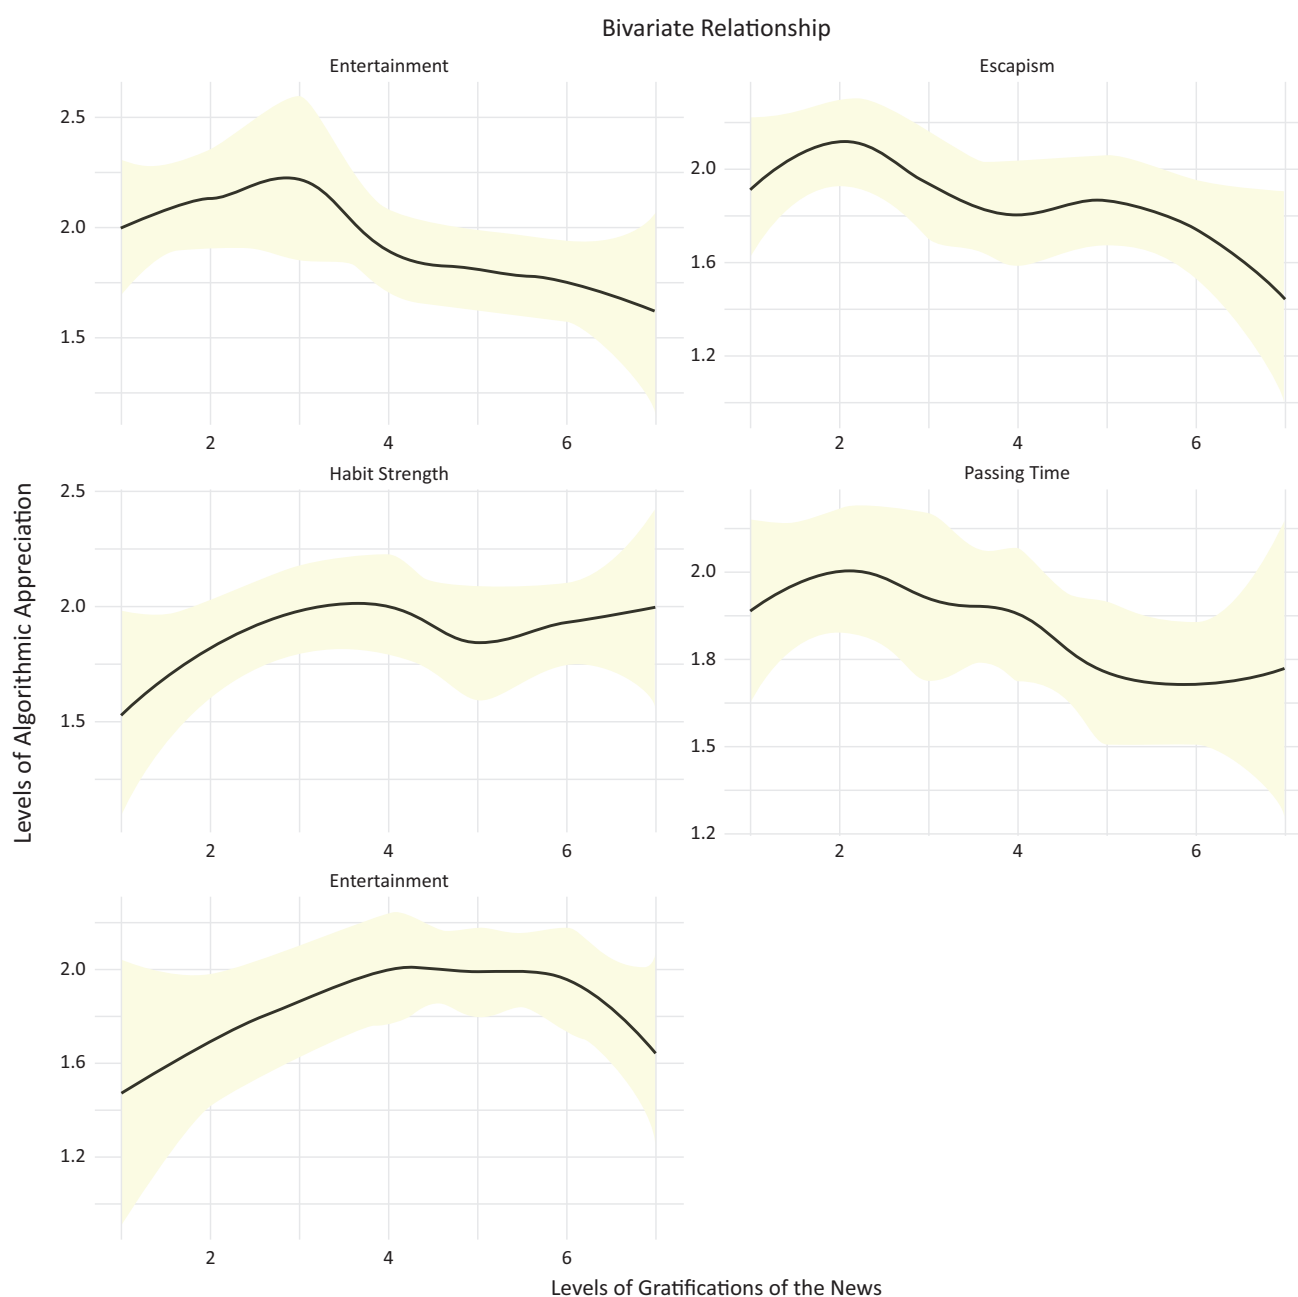 Bivariate Relationship
Entertainment
2.5
2.0
1.5
2 4 6
Escapism
2.0
1.6
1.2
2 4 6
Levels of Algorithmic Appreciation
Habit Strength
2.5
2.0
1.5
2 4 6
Passing Time
2.0
1.8
1.5
1.2
2 4 6
Entertainment
2.0
1.6
1.2
2 4 6
Levels of Gratifications of the News